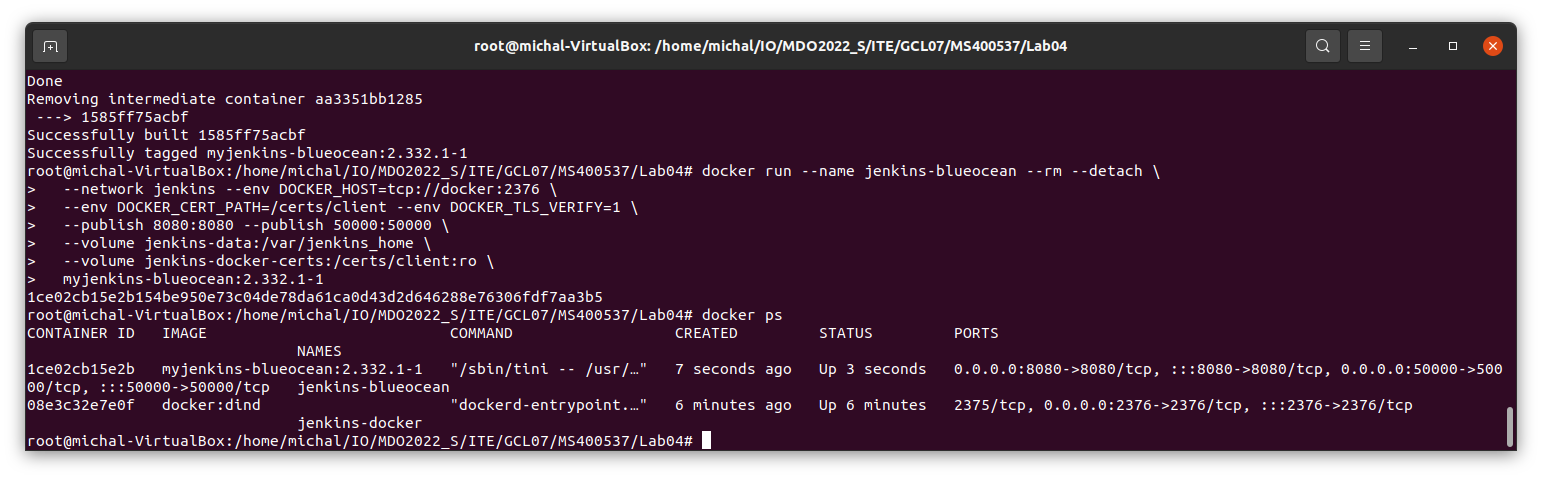 root@michal-VirtualBox: /home/michal/IO/MDO2022_S/ITE/GCL07/MS400537/Lab04
Done
Removing intermediate container aa3351bb1285
 ---> 1585ff75acbf
Successfully built 1585ff75acbf
Successfully tagged myjenkins-blueocean:2.332.1-1
root@michal-VirtualBox:/home/michal/IO/MDO2022_S/ITE/GCL07/MS400537/Lab04# docker run --name jenkins-blueocean --rm --detach \
>   --network jenkins --env DOCKER_HOST=tcp://docker:2376 \
>   --env DOCKER_CERT_PATH=/certs/client --env DOCKER_TLS_VERIFY=1 \
>   --publish 8080:8080 --publish 50000:50000 \
>   --volume jenkins-data:/var/jenkins_home \
>   --volume jenkins-docker-certs:/certs/client:ro \
>   myjenkins-blueocean:2.332.1-1
1ce02cb15e2b154be950e73c04de78da61ca0d43d2d646288e76306fdf7aa3b5
root@michal-VirtualBox:/home/michal/IO/MDO2022_S/ITE/GCL07/MS400537/Lab04# docker ps
CONTAINER ID   IMAGE                           COMMAND                  CREATED         STATUS         PORTS
                              NAMES
1ce02cb15e2b   myjenkins-blueocean:2.332.1-1   "/sbin/tini -- /usr/…"   7 seconds ago   Up 3 seconds   0.0.0.0:8080->8080/tcp, :::8080->8080/tcp, 0.0.0.0:50000->500
00/tcp, :::50000->50000/tcp   jenkins-blueocean
08e3c32e7e0f   docker:dind                     "dockerd-entrypoint.…"   6 minutes ago   Up 6 minutes   2375/tcp, 0.0.0.0:2376->2376/tcp, :::2376->2376/tcp
                              jenkins-docker
root@michal-VirtualBox:/home/michal/IO/MDO2022_S/ITE/GCL07/MS400537/Lab04#